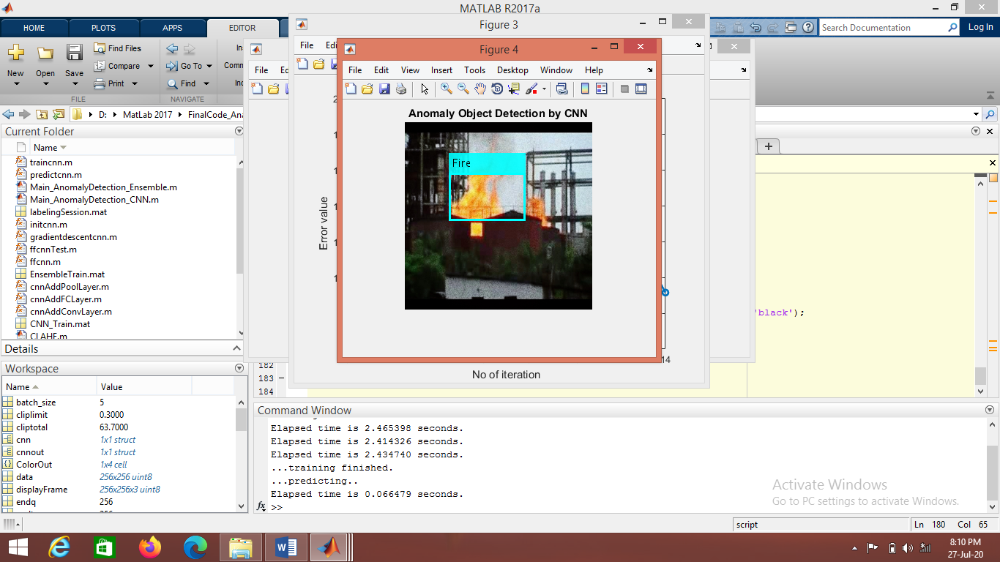 MATLAB R2017a
HOME
PLOTS
APPS
EDITOR
Search Documentation
Log In
New
Open
Save
Find Files
Compare
Print
Go To
Find
FILE
NAVIGATE
D:
MatLab 2017
FinalCode_Ana
Current Folder
Name
traincnn.m
predictcnn.m
Main_AnomalyDetection_Ensemble.m
Main_AnomalyDetection_CNN.m
labelingSession.mat
initcnn.m
gradientdescentcnn.m
ffcnnTest.m
ffcnn.m
EnsembleTrain.mat
cnnAddPoolLayer.m
cnnAddFCLayer.m
cnnAddConvLayer.m
CNN_Train.mat
CLAHE.m
Details
Workspace
Name
Value
batch_size 5
cliplimit 0.3000
cliptotal 63.7000
cnn 1x1 struct
cnnout 1x1 struct
ColorOut 1x4 cell
data 256x256 uint8
displayFrame 256x256x3 uint8
endq 256
File
Figure 3
File
Error value
No of iteration
14
Figure 4
File Edit View Insert Tools Desktop Window Help
Anomaly Object Detection by CNN
Fire
'black');
182
183
184
Command Window
Elapsed time is 2.465398 seconds.
Elapsed time is 2.414326 seconds.
Elapsed time is 2.434740 seconds.
...training finished.
...predicting..
Elapsed time is 0.066479 seconds.
fx >>
Activate Windows
Go to PC settings to activate Windows.
script
Ln 180 Col 65
8:10 PM
27-Jul-20